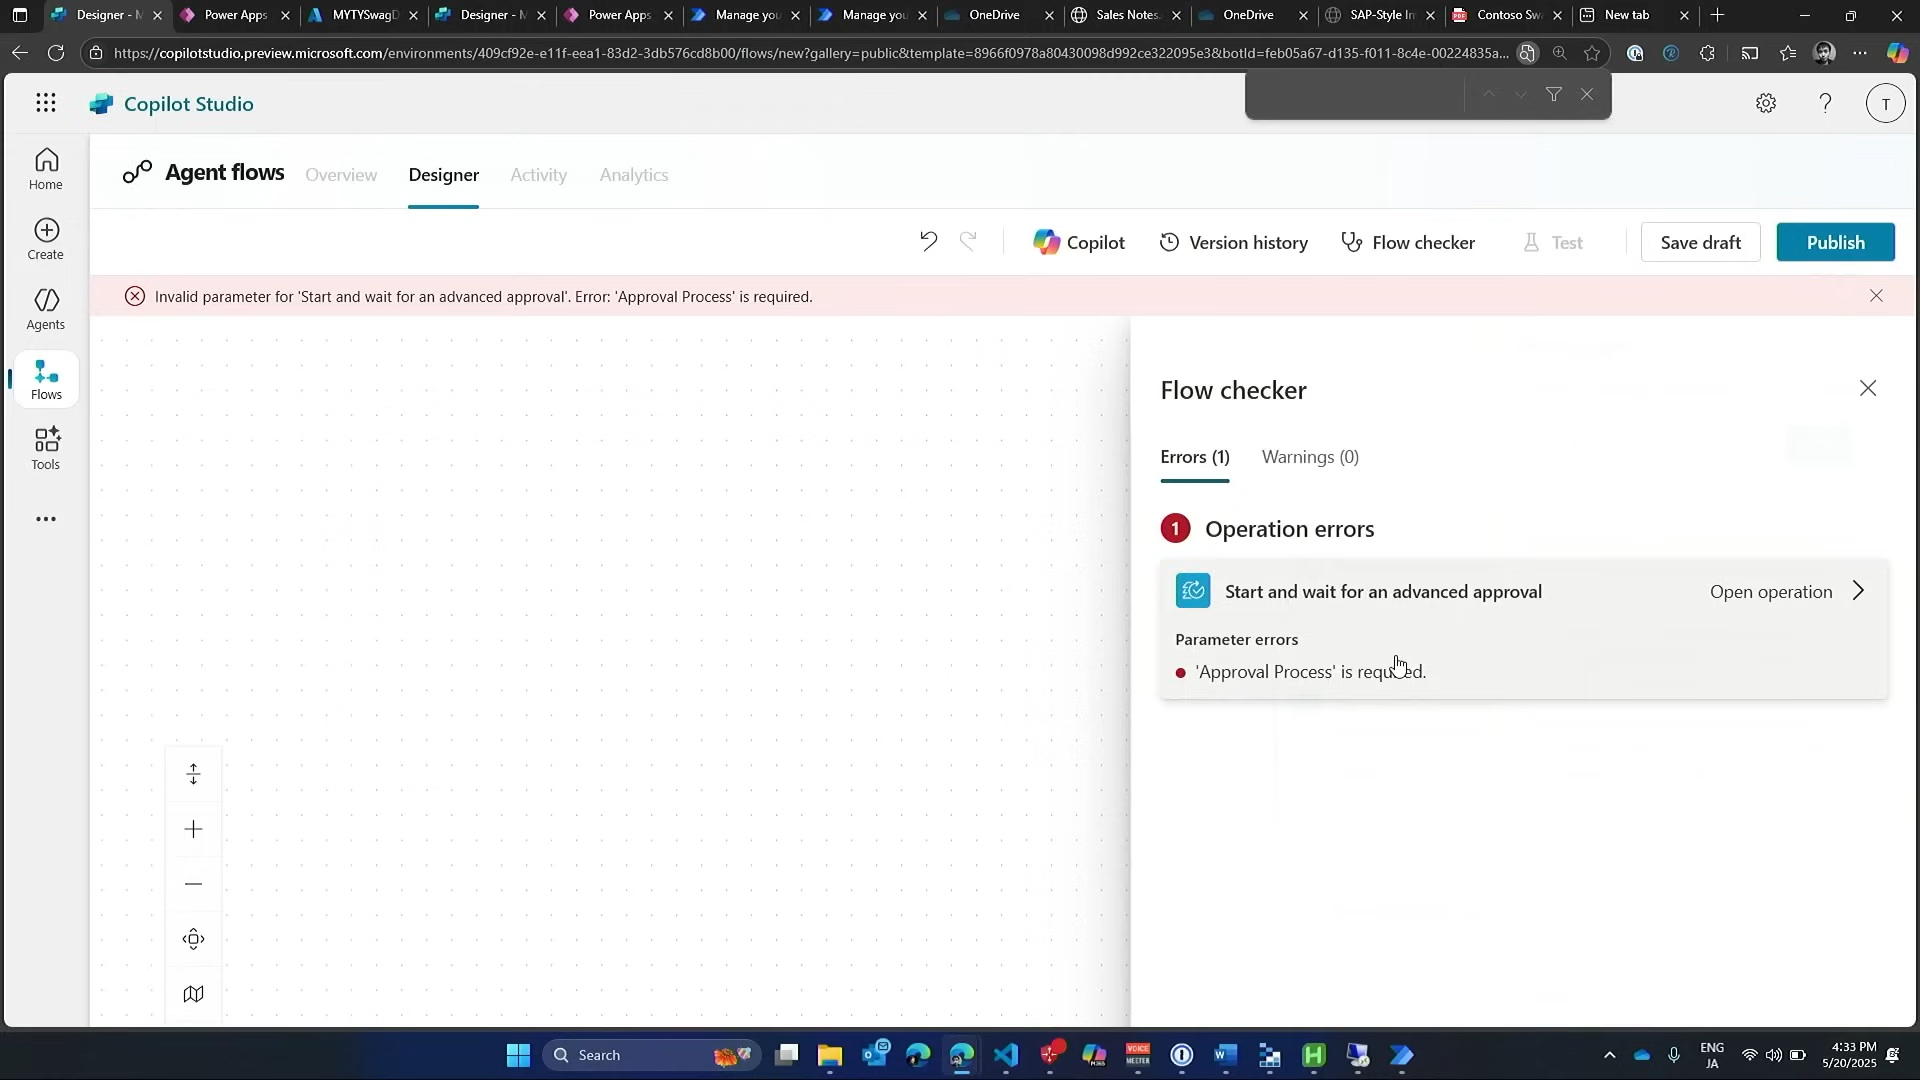 Designer - M
Power Apps
MYTYSwagD
Designer - M
Power Apps
Manage you
Manage you
OneDrive
Sales Notes.
OneDrive
SAP-Style In
Contoso Sw
New tab
https://copilotstudio.preview.microsoft.com/environments/409cf92e-e11f-eea1-83d2-3db576cd8b00/flows/new?gallery=public&template=8966f0978a80430098d992ce322095e3&botId=feb05a67-d135-f011-8c4e-00224835a...
Copilot Studio
T
Home
Create
Agents
Flows
Tools
Agent flows
Overview
Designer
Activity
Analytics
Copilot
Version history
Flow checker
Test
Save draft
Publish
Invalid parameter for 'Start and wait for an advanced approval'. Error: 'Approval Process' is required.
Flow checker
Errors (1)
Warnings (0)
1
Operation errors
Start and wait for an advanced approval
Open operation
Parameter errors
'Approval Process' is required.
Search
VOICE
MEETER
ENG
JA
4:33 PM
5/20/2025